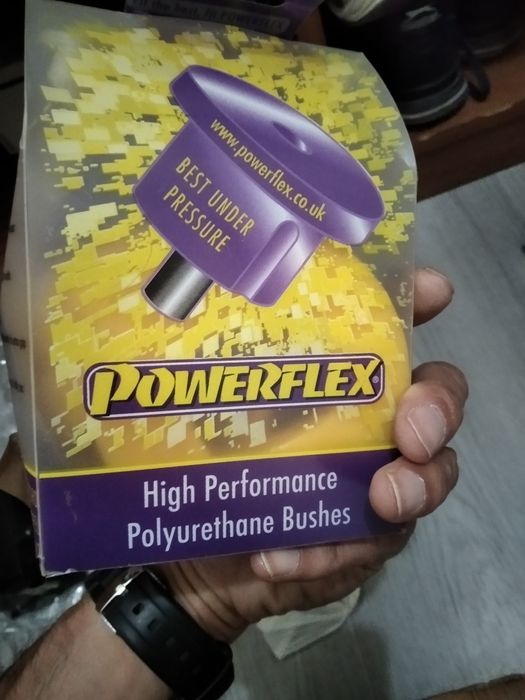 www.powerflex.co.uk
BEST UNDER
PRESSURE
POWERFLEX®
High Performance
Polyurethane Bushes